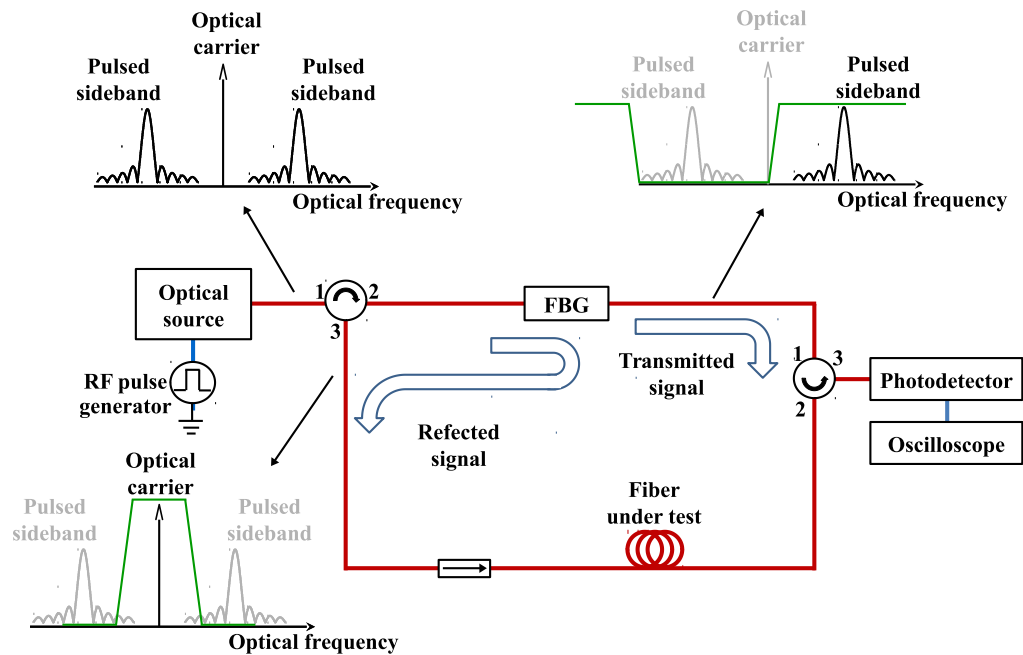 Optical
carrier
Pulsed
sideband
Pulsed
sideband
Optical frequency
Optical
carrier
Pulsed
sideband
Pulsed
sideband
Optical frequency
Optical
source
1
2
3
FBG
RF pulse
generator
Transmitted
signal
1
3
2
Photodetector
Oscilloscope
Refected
signal
Optical
carrier
Pulsed
sideband
Pulsed
sideband
Optical frequency
Fiber
under test